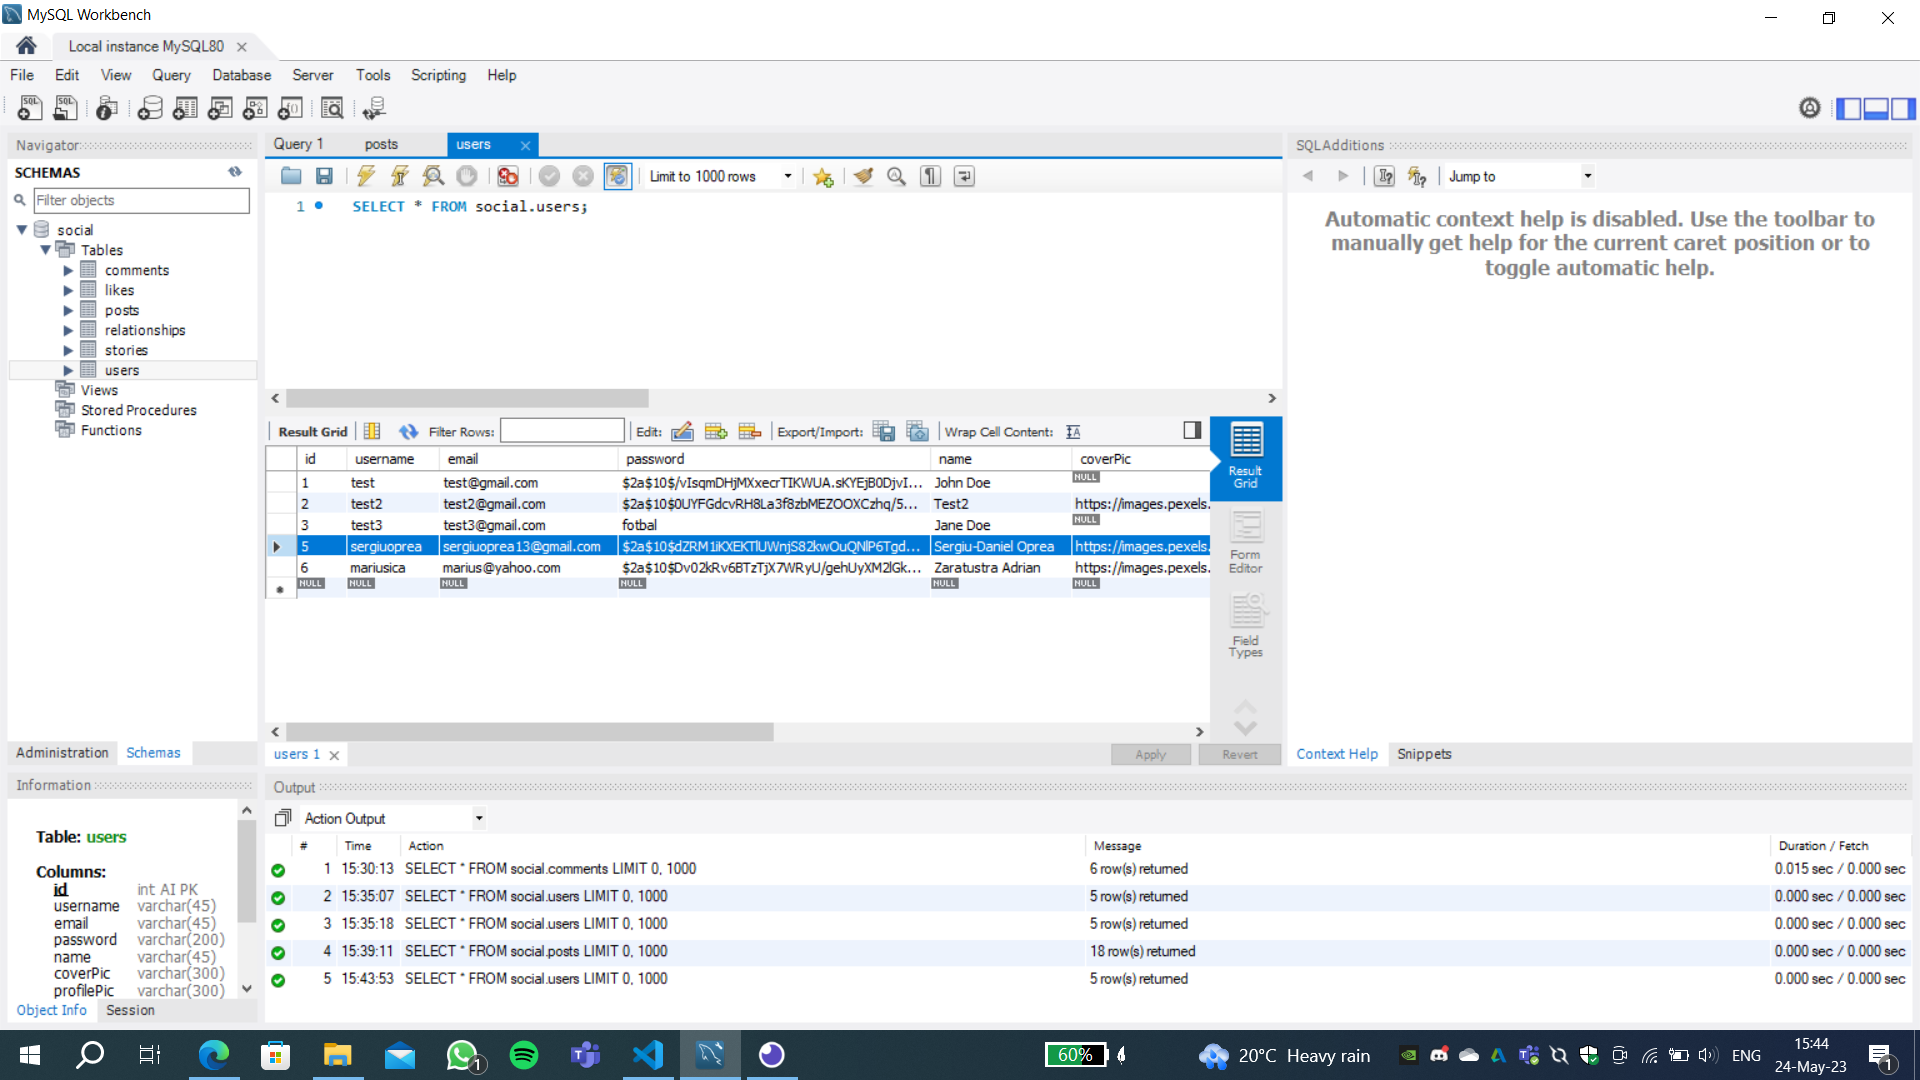 MySQL Workbench
Local instance MySQL80
File Edit View Query Database Server Tools Scripting Help
Navigator
SCHEMAS
Filter objects
social
Tables
comments
likes
posts
relationships
stories
users
Views
Stored Procedures
Functions
Administration Schemas
Information
Table: users
Columns:
id int AI PK
username varchar(45)
email varchar(45)
password varchar(200)
name varchar(45)
coverPic varchar(300)
profilePic varchar(300)
Object Info Session
Query 1 posts users
Limit to 1000 rows
1 SELECT * FROM social.users;
Result Grid Filter Rows: Edit: Export/Import: Wrap Cell Content:
id username email password name coverPic
1 test test@gmail.com $2a$10$/vIsqmDHjMXxecrTIKWUA.sKYEjB0DjvI... John Doe NULL
2 test2 test2@gmail.com $2a$10$0UYFGdcvRH8La3f8zbMEZOOXCzhq/5... Test2 https://images.pexels.
3 test3 test3@gmail.com fotbal Jane Doe NULL
5 sergiuoprea sergiuoprea13@gmail.com $2a$10$dZRM1iKXEKTlUWnjS82kwOuQNlP6Tgd... Sergiu-Daniel Oprea https://images.pexels.
6 mariusica marius@yahoo.com $2a$10$Dv02kRv6BTzTjX7WRyU/gehUyXM2lGk... Zaratustra Adrian https://images.pexels.
NULL NULL NULL NULL NULL NULL
Result
Grid
Form
Editor
Field
Types
users 1 Apply Revert
SQLAdditions
Jump to
Automatic context help is disabled. Use the toolbar to
manually get help for the current caret position or to
toggle automatic help.
Context Help Snippets
Output
Action Output
# Time Action Message Duration / Fetch
1 15:30:13 SELECT * FROM social.comments LIMIT 0, 1000 6 row(s) returned 0.015 sec / 0.000 sec
2 15:35:07 SELECT * FROM social.users LIMIT 0, 1000 5 row(s) returned 0.000 sec / 0.000 sec
3 15:35:18 SELECT * FROM social.users LIMIT 0, 1000 5 row(s) returned 0.000 sec / 0.000 sec
4 15:39:11 SELECT * FROM social.posts LIMIT 0, 1000 18 row(s) returned 0.000 sec / 0.000 sec
5 15:43:53 SELECT * FROM social.users LIMIT 0, 1000 5 row(s) returned 0.000 sec / 0.000 sec
1
60%
20°C Heavy rain
ENG
15:44
24-May-23
1